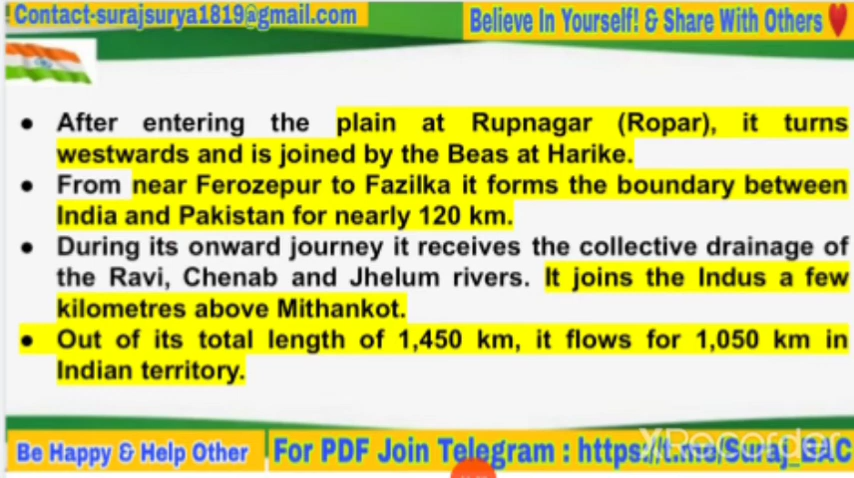 ! Contact-surajsurya1819@gmail.com
Believe In Yourself! & Share With Others
• After entering the plain at Rupnagar (Ropar), it turns
westwards and is joined by the Beas at Harike.
• From near Ferozepur to Fazilka it forms the boundary between
India and Pakistan for nearly 120 km.
• During its onward journey it receives the collective drainage of
the Ravi, Chenab and Jhelum rivers. It joins the Indus a few
kilometres above Mithankot.
• Out of its total length of 1,450 km, it flows for 1,050 km in
Indian territory.
Be Happy & Help Other
For PDF Join Telegram :
XRecorder